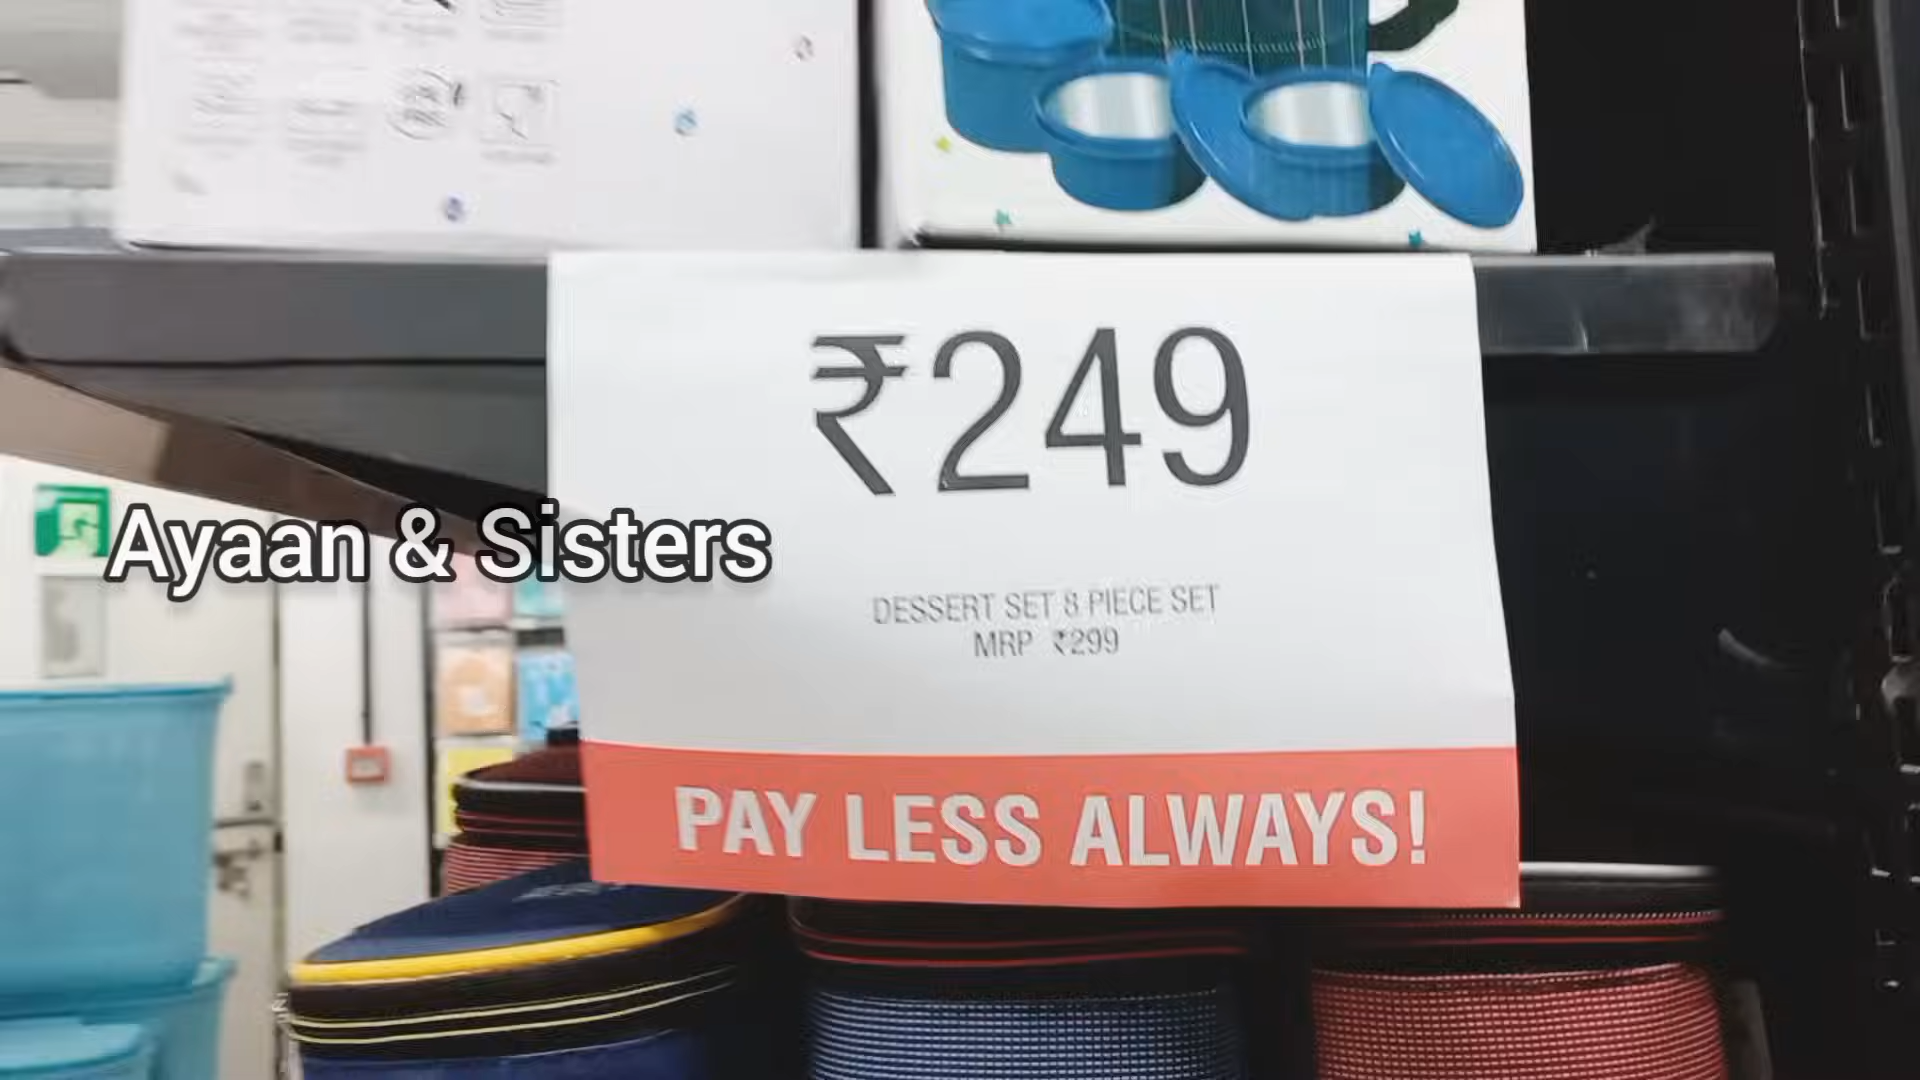 ₹249
Ayaan & Sisters
DESSERT SET 8 PIECE SET
MRP ₹299
PAY LESS ALWAYS!